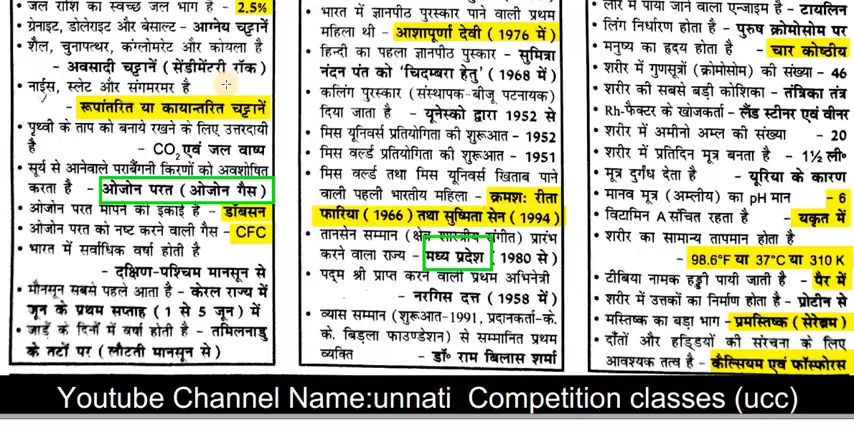 जल राशि का स्वच्छ जल भाग है - 2.5%
ग्रेनाइट, डोलेराइट और बेसाल्ट - आग्नेय चट्टानें
शैल, चुनापत्थर, कंग्लोमरेट और कोयला है
- अवसादी चट्टानें (सेंडीमेंटरी रॉक)
नाईस, स्लेट और संगमरमर है
- रूपांतरित या कायान्तरित चट्टानें
पृथ्वी के ताप को बनाये रखने के लिए उत्तरदायी
है - CO2एवं जल वाष्प
सूर्य से आनेवाले पराबैंगनी किरणों को अवशोषित
करता है - ओजोन परत (ओजोन गैस)
ओजोन परत मापने की इकाई है - डॉबसन
ओजोन परत को नष्ट करने वाली गैस - CFC
भारत में सर्वाधिक वर्षा होती है
- दक्षिण-पश्चिम मानसून से
मौनसून सबसे पहले आता है - केरल राज्य में
जून के प्रथम सप्ताह (1 से 5 जून) में
जाड़े के दिनों में वर्षा होती है - तमिलनाडु
के तटों पर (लौटती मानसून से)
भारत में ज्ञानपीठ पुरस्कार पाने वाली प्रथम
महिला थी - आशापूर्णा देवी (1976 में)
हिन्दी का पहला ज्ञानपीठ पुस्कार - सुमित्रा
नंदन पंत को 'चिदम्बरा हेतु' (1968 में)
कलिंग पुरस्कार (संस्थापक-बीजू पटनायक)
दिया जाता है - यूनेस्को द्वारा 1952 से
मिस यूनिवर्स प्रतियोगिता की शुरूआत - 1952
मिस वर्ल्ड प्रतियोगिता की शुरूआत - 1951
मिस वर्ल्ड तथा मिस यूनिवर्स खिताब पाने
वाली पहली भारतीय महिला - क्रमशः रीता
फारिया (1966) तथा सुष्मिता सेन (1994)
तानसेन सम्मान (क्षेत्र शास्त्रीय संगीत) प्रारंभ
करने वाला राज्य - मध्य प्रदेश (1980 से)
पद्म श्री प्राप्त करने वाली प्रथम अभिनेत्री
- नरगिस दत्त (1958 में)
व्यास सम्मान (शुरूआत-1991, प्रदानकर्ता-के.
के. बिड़ला फाउण्डेशन) से सम्मानित प्रथम
व्यक्ति - डॉ॰ राम बिलास शर्मा
लार में पाया जाने वाला एन्जाइम है - टायलिन
लिंग निर्धारण होता है - पुरुष क्रोमोसोम पर
मनुष्य का हृदय होता है - चार कोष्ठीय
शरीर में गुणसूत्रों (क्रोमोसोम) की संख्या - 46
शरीर की सबसे बड़ी कोशिका - तंत्रिका तंत्र
Rh-फैक्टर के खोजकर्ता - लैंड स्टीनर एवं वीनर
शरीर में अमीनो अम्ल की संख्या - 20
शरीर में प्रतिदिन मूत्र बनता है - 1½ ली॰
मूत्र दुर्गंध देता है - यूरिया के कारण
मानव मूत्र (अम्लीय) का pH मान - 6
विटामिन A संचित रहता है - यकृत में
शरीर का सामान्य तापमान होता है
- 98.6°F या 37°C या 310 K
टीबिया नामक हड्डी पायी जाती है - पैर में
शरीर में उत्तकों का निर्माण होता है - प्रोटीन से
मस्तिष्क का बड़ा भाग - प्रमस्तिष्क (सेरेब्रम)
दाँतों और हड्डियों की संरचना के लिए
आवश्यक तत्व है - कैल्सियम एवं फॉस्फोरस
Youtube Channel Name:unnati Competition classes (ucc)